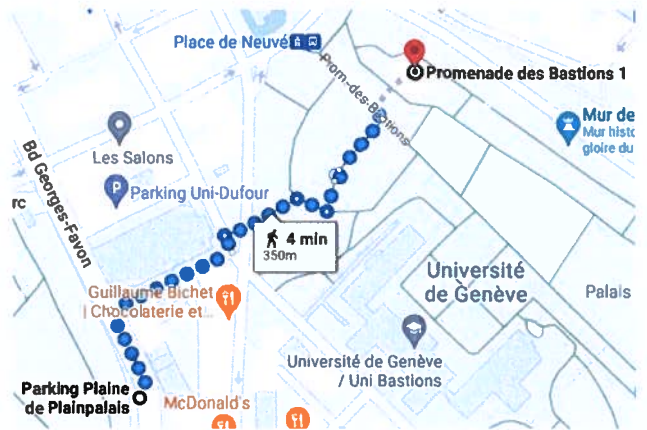 Place de Neuve
Promenade des Bastions 1
Prom.-des-Bastions
Mur de
Mur histo
gloire du
Les Salons
Bd Georges-Favon
P
Parking Uni-Dufour
rc
4 min
350m
Université
de Genève
Palais
Guillaume Bichet
| Chocolaterie et...
Université de Genève
/ Uni Bastions
Parking Plaine
de Plainpalais
McDonald's